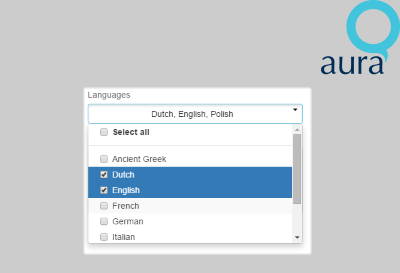 aura
Languages
Dutch, English, Polish
Select all
Ancient Greek
Dutch
English
French
German
Italian